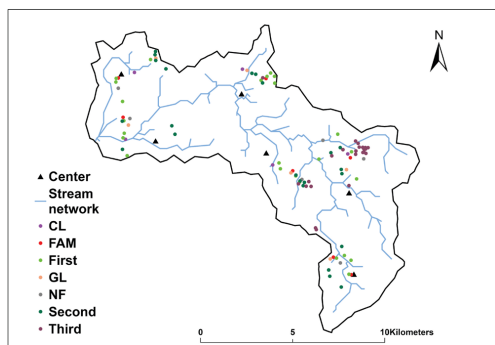 N
Center
Stream
network
CL
FAM
First
GL
NF
Second
Third
0 5 10Kilometers